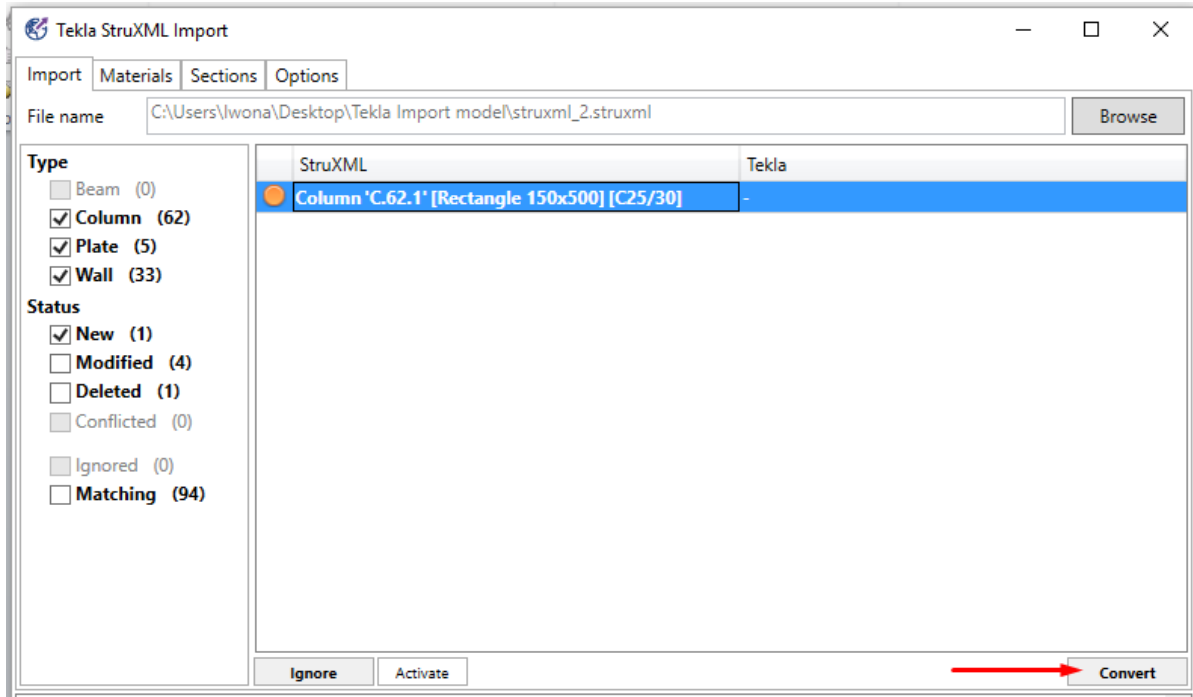 Tekla StruXML Import
Import Materials Sections Options
File name C:\Users\Iwona\Desktop\Tekla Import model\struxml_2.struxml Browse
Type
Beam (0)
Column (62)
Plate (5)
Wall (33)
Status
New (1)
Modified (4)
Deleted (1)
Conflicted (0)
Ignored (0)
Matching (94)
StruXML Tekla
Column 'C.62.1' [Rectangle 150x500] [C25/30] -
Ignore Activate Convert